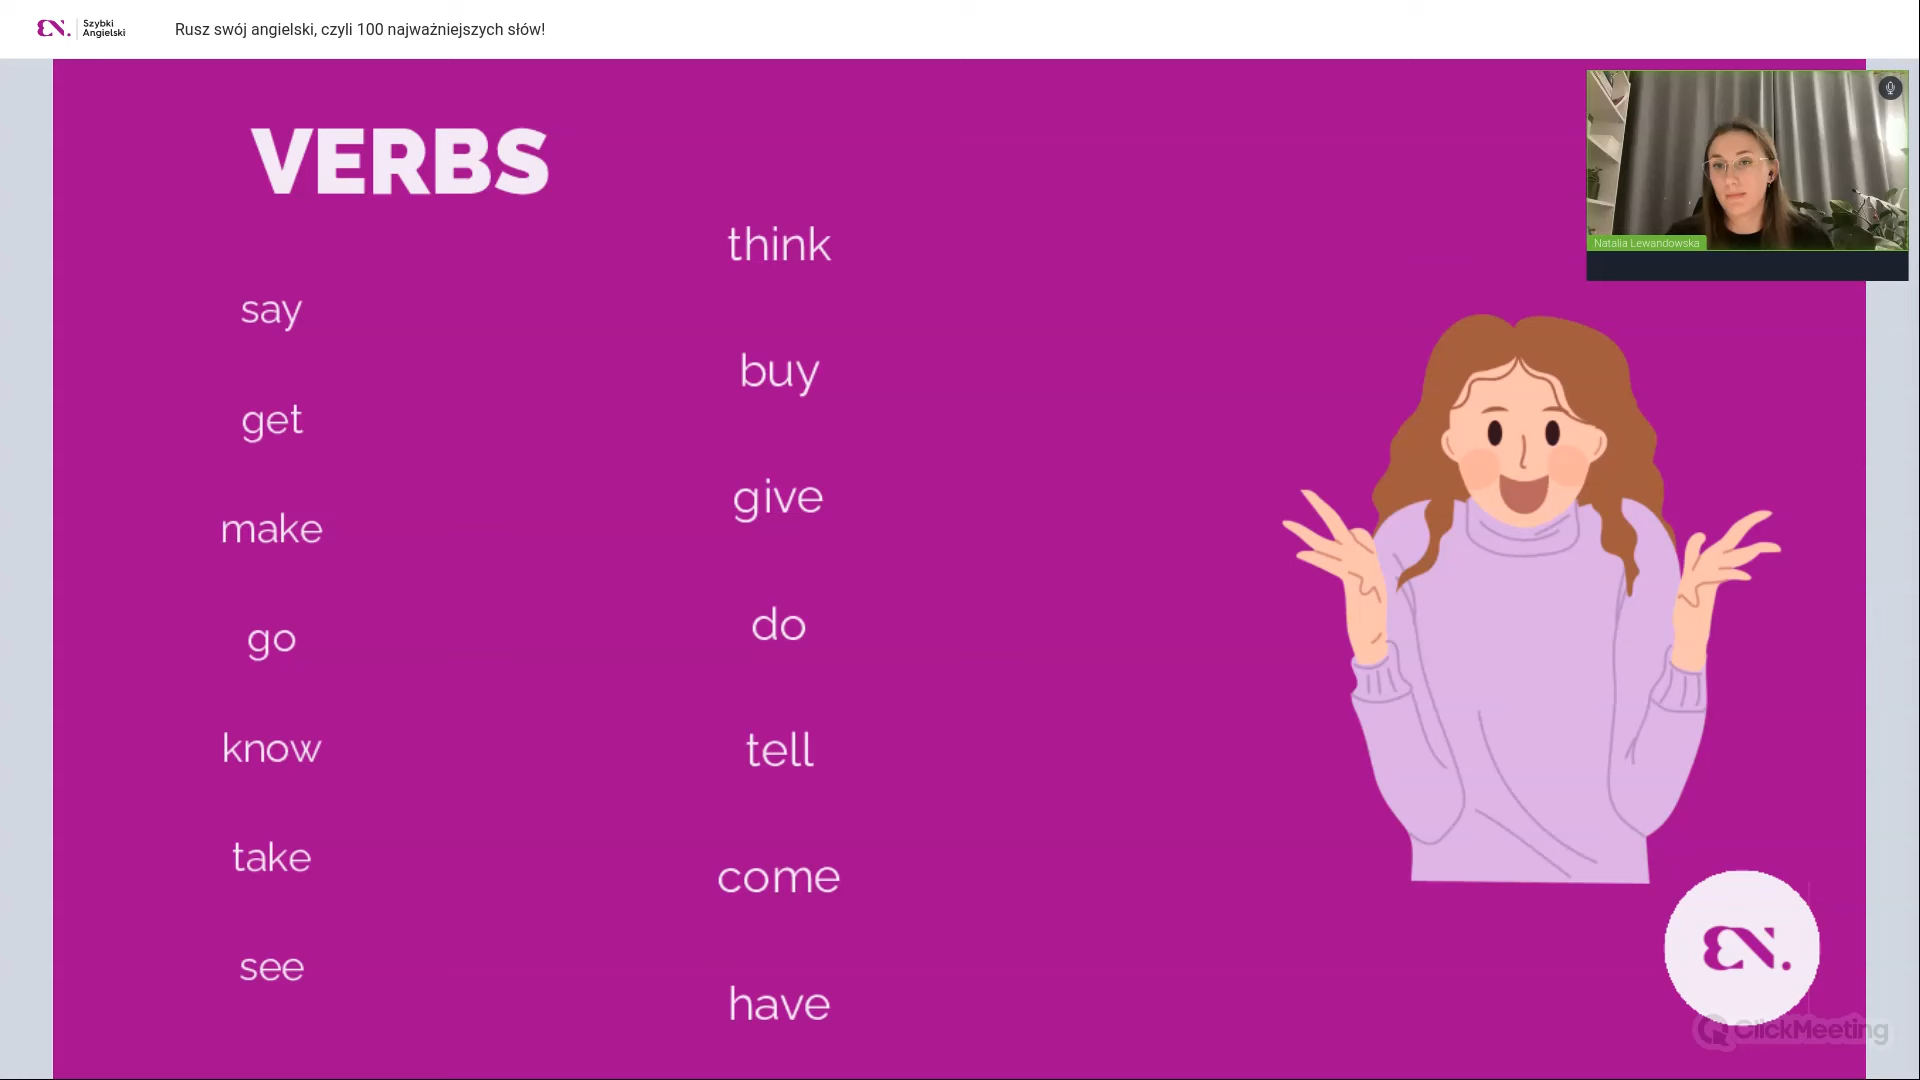 Szybki
Angielski
Rusz swój angielski, czyli 100 najważniejszych słów!
VERBS
say
get
make
go
know
take
see
think
buy
give
do
tell
come
have
Natalia Lewandowska
EN.
ClickMeeting